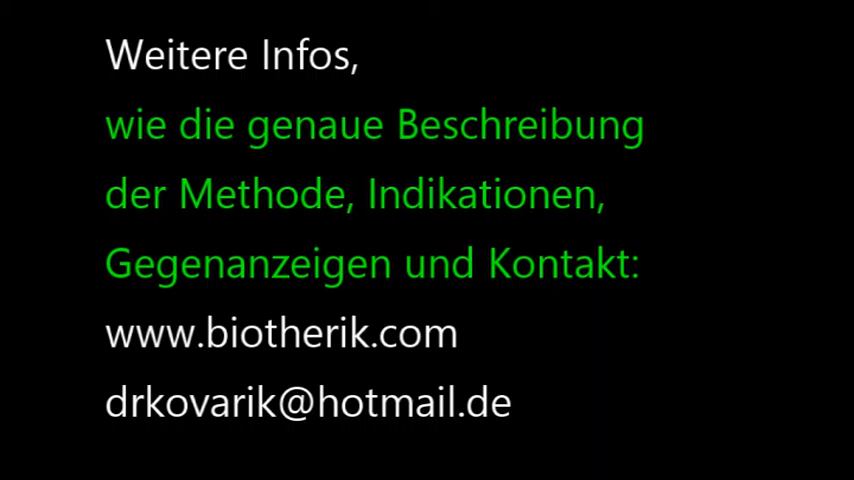 Weitere Infos,
wie die genaue Beschreibung
der Methode, Indikationen,
Gegenanzeigen und Kontakt:
www.biotherik.com
drkovarik@hotmail.de